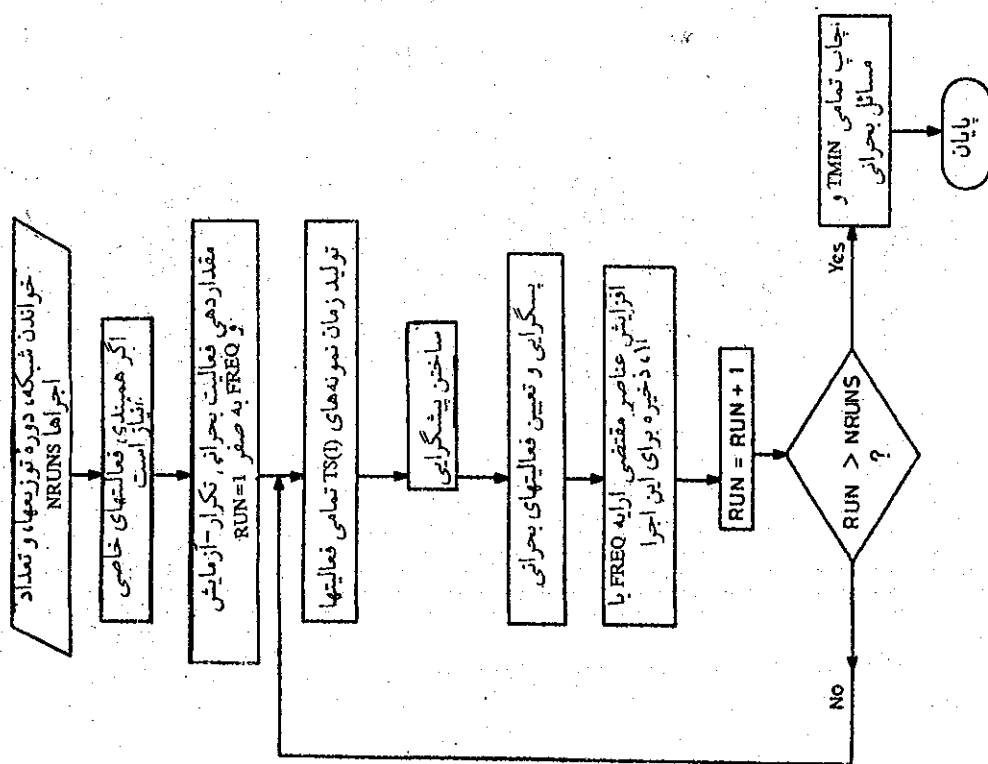 خواندن شبکه، دوره توزیعها، و تعداد
اجراها NRUNS
اگر همبندی، فعالیتهای خاصی
نیاز است.
مقداردهی فعالیت بحرانی تکرار-آزمایش
و FREQ به صفر RUN=1
تولید زمان نمونه‌های TS(I) تمامی فعالیتها
ساختن پیشگرایی
پسگرایی و تعیین فعالیتهای بحرانی
افزایش عناصر مقتضی آرایه FREQ با
ذخیره برای این اجرا
RUN = RUN + 1
RUN > NRUNS
?
No
Yes
چاپ تمامی TMIN و
مسائل بحرانی
پایان